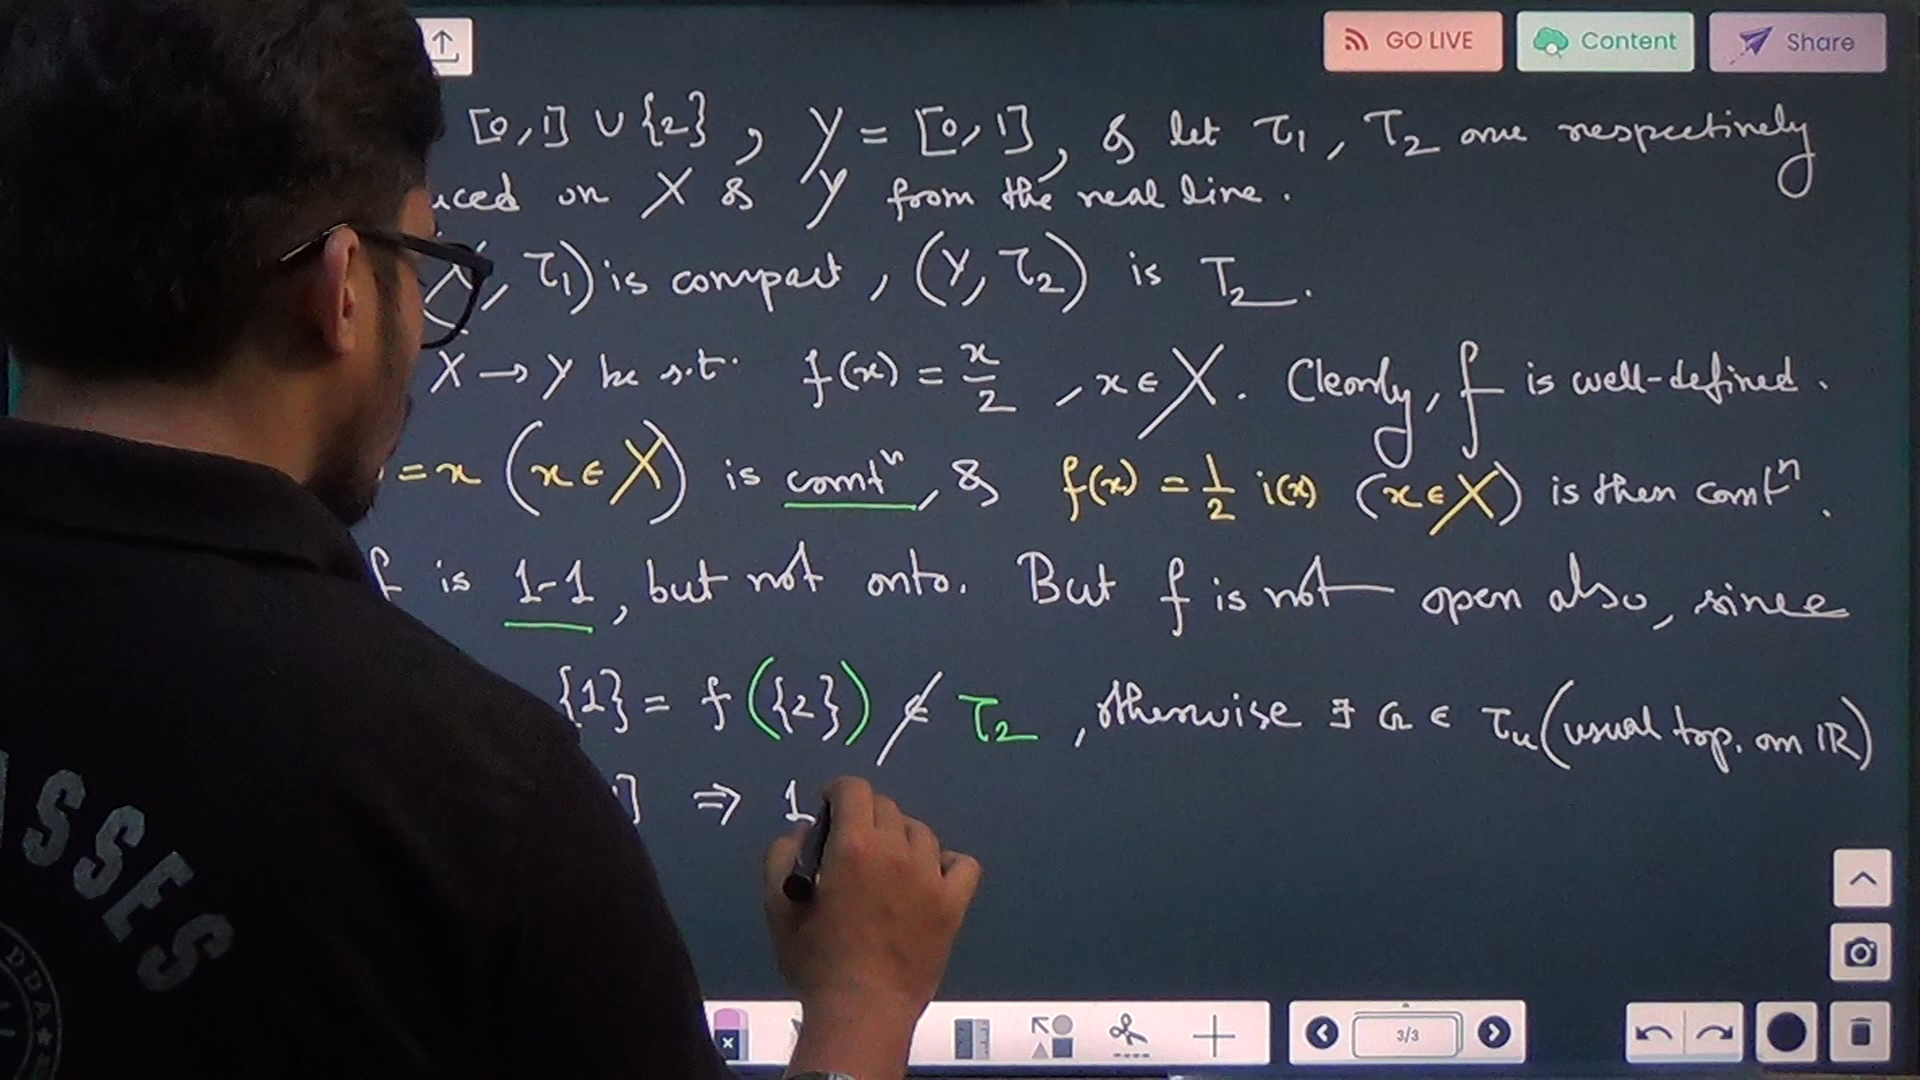 GO LIVE Content Share
[0,1] ∪ {2}, Y = [0,1], & let τ₁, τ₂ are respectively
uced on X & Y from the real line.
(X, τ₁) is compact, (Y, τ₂) is T₂.
X → Y be s.t. f(x) = x/2, x ∈ X. Clearly, f is well-defined.
= x (x ∈ X) is contⁿ, & f(x) = 1/2 i(x) (x ∈ X) is then contⁿ.
f is 1-1, but not onto. But f is not open also, since
{1} = f({2}) ∉ τ₂, otherwise ∃ G ∈ τᵤ (usual top. on ℝ)
] ⇒ 1
3/3
ASSES
DDA